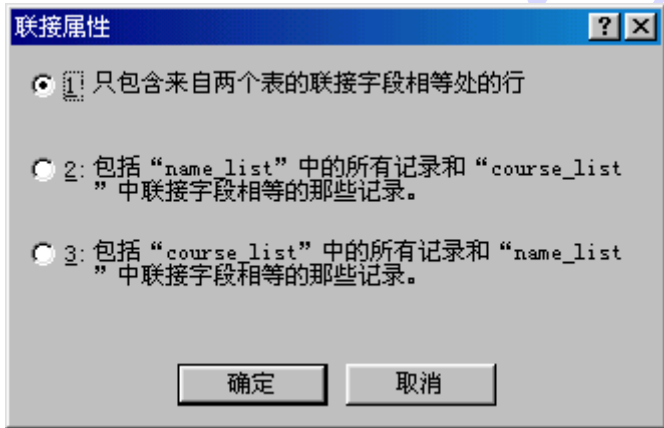 联接属性
1: 只包含来自两个表的联接字段相等处的行
2: 包括“name_list”中的所有记录和“course_list
”中联接字段相等的那些记录。
3: 包括“course_list”中的所有记录和“name_list
”中联接字段相等的那些记录。
确定 取消